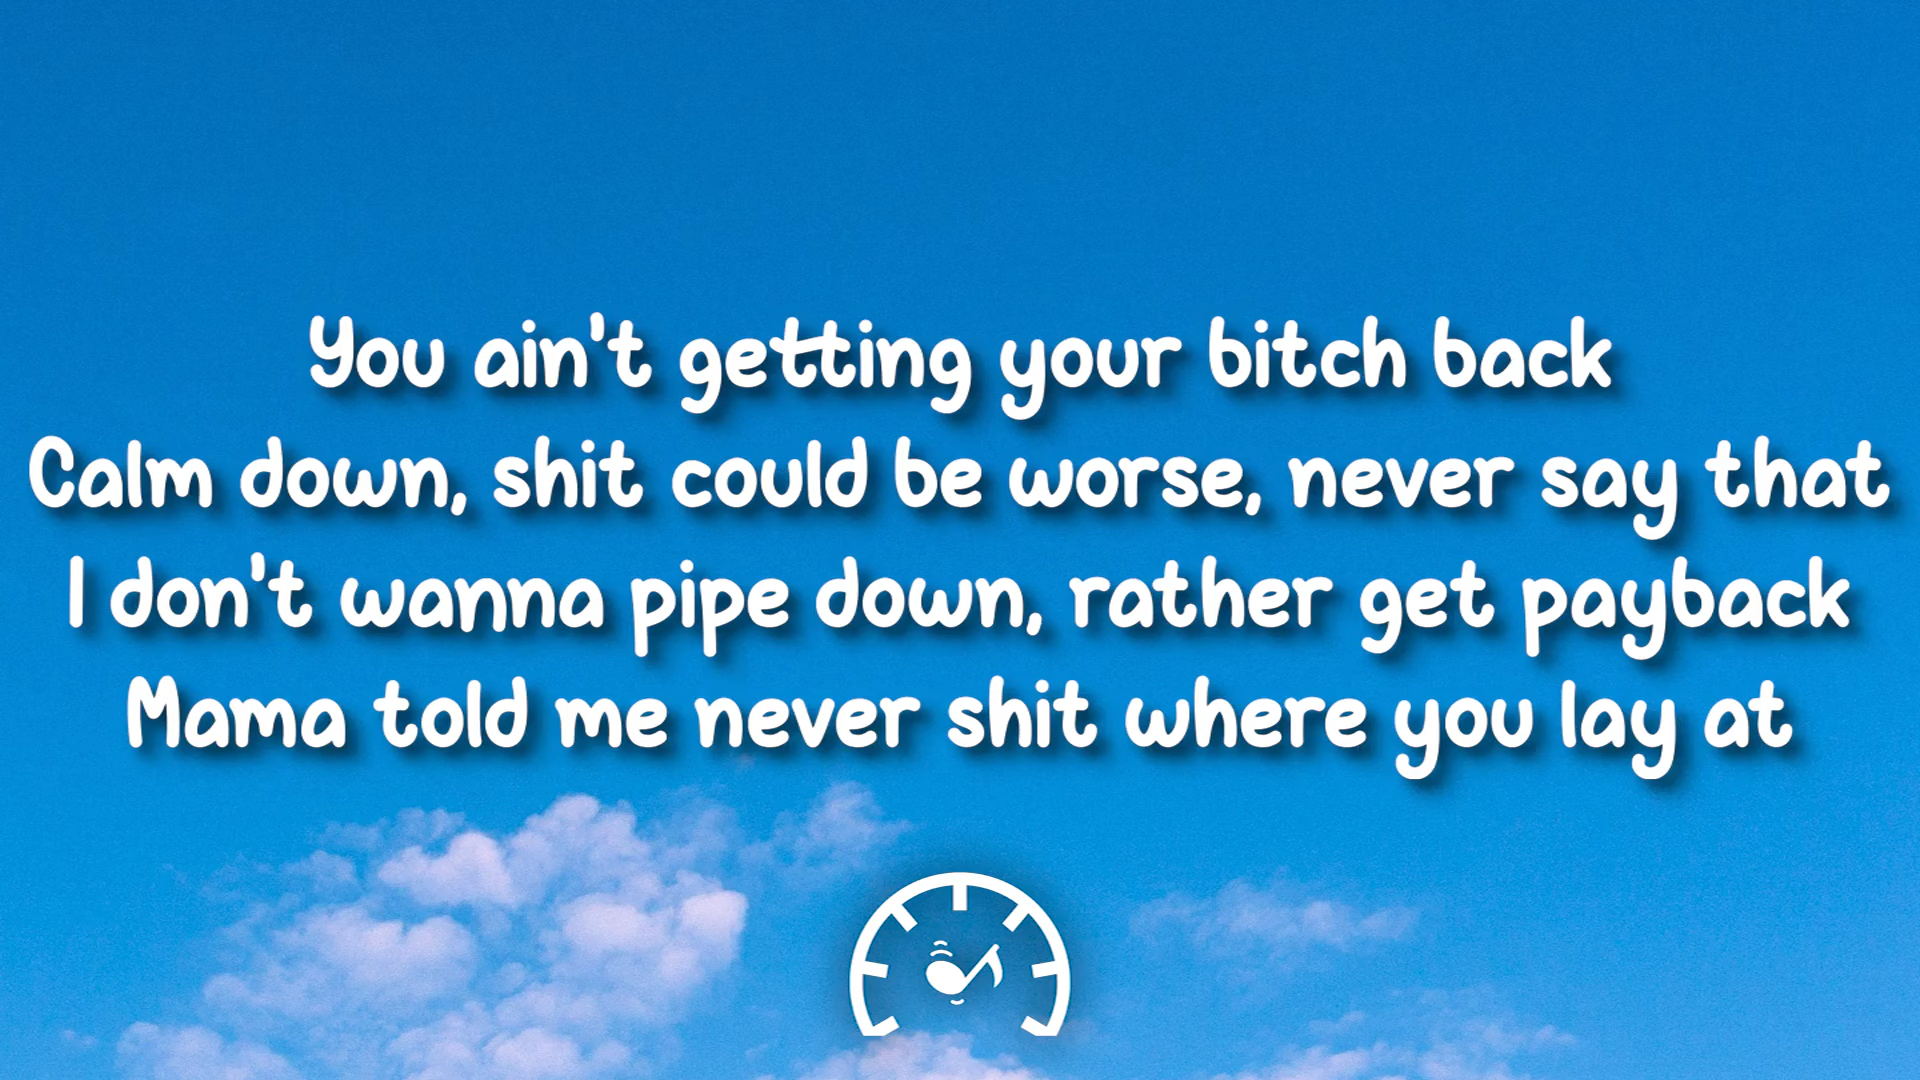 You ain't getting your bitch back
Calm down, shit could be worse, never say that
I don't wanna pipe down, rather get payback
Mama told me never shit where you lay at